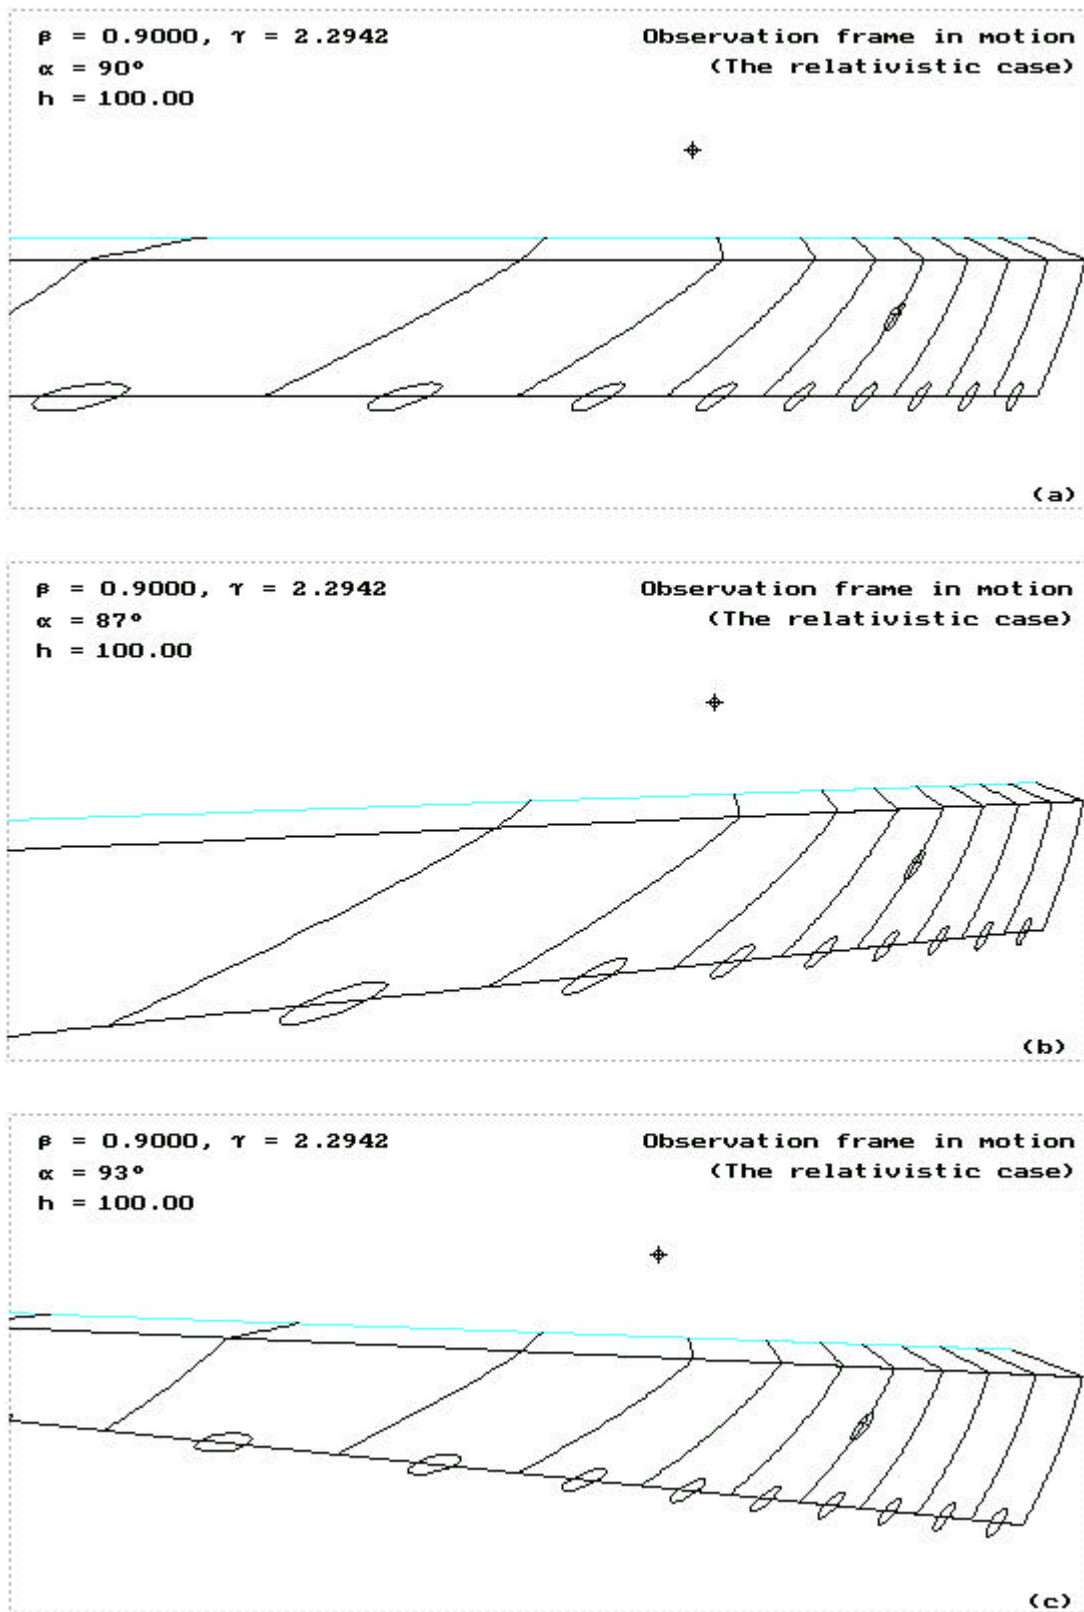 β = 0.9000, γ = 2.2942
Observation frame in motion
α = 90°
(The relativistic case)
h = 100.00
(a)
β = 0.9000, γ = 2.2942
Observation frame in motion
α = 87°
(The relativistic case)
h = 100.00
(b)
β = 0.9000, γ = 2.2942
Observation frame in motion
α = 93°
(The relativistic case)
h = 100.00
(c)